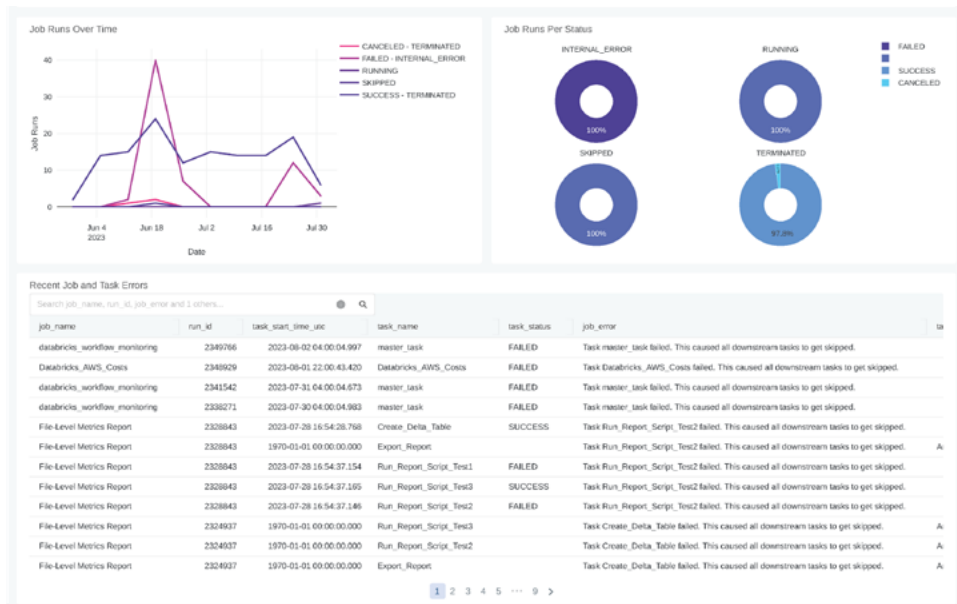 Job Runs Over Time
CANCELED - TERMINATED
FAILED - INTERNAL_ERROR
RUNNING
SKIPPED
SUCCESS - TERMINATED
40
30
20
10
0
Job Runs
Jun 4 Jun 18 Jul 2 Jul 16 Jul 30
2023
Date
Job Runs Per Status
INTERNAL_ERROR RUNNING
100% 100%
SKIPPED TERMINATED
100% 97.8%
FAILED
SUCCESS
CANCELED
Recent Job and Task Errors
Search job_name, run_id, job_error and 1 others...
job_name run_id task_start_time_utc task_name task_status job_error ta
databricks_workflow_monitoring 2349766 2023-08-02 04:00:04.997 master_task FAILED Task master_task failed. This caused all downstream tasks to get skipped.
Databricks_AWS_Costs 2348929 2023-08-01 22:00:43.420 Databricks_AWS_Costs FAILED Task Databricks_AWS_Costs failed. This caused all downstream tasks to get skipped.
databricks_workflow_monitoring 2341542 2023-07-31 04:00:04.673 master_task FAILED Task master_task failed. This caused all downstream tasks to get skipped.
databricks_workflow_monitoring 2338271 2023-07-30 04:00:04.983 master_task FAILED Task master_task failed. This caused all downstream tasks to get skipped.
File-Level Metrics Report 2328843 2023-07-28 16:54:28.768 Create_Delta_Table SUCCESS Task Run_Report_Script_Test2 failed. This caused all downstream tasks to get skipped.
File-Level Metrics Report 2328843 1970-01-01 00:00:00.000 Export_Report Task Run_Report_Script_Test2 failed. This caused all downstream tasks to get skipped. A
File-Level Metrics Report 2328843 2023-07-28 16:54:37.154 Run_Report_Script_Test1 FAILED Task Run_Report_Script_Test2 failed. This caused all downstream tasks to get skipped.
File-Level Metrics Report 2328843 2023-07-28 16:54:37.165 Run_Report_Script_Test3 SUCCESS Task Run_Report_Script_Test2 failed. This caused all downstream tasks to get skipped.
File-Level Metrics Report 2328843 2023-07-28 16:54:37.146 Run_Report_Script_Test2 FAILED Task Run_Report_Script_Test2 failed. This caused all downstream tasks to get skipped.
File-Level Metrics Report 2324937 1970-01-01 00:00:00.000 Run_Report_Script_Test3 Task Create_Delta_Table failed. This caused all downstream tasks to get skipped. A
File-Level Metrics Report 2324937 1970-01-01 00:00:00.000 Run_Report_Script_Test2 Task Create_Delta_Table failed. This caused all downstream tasks to get skipped. A
File-Level Metrics Report 2324937 1970-01-01 00:00:00.000 Export_Report Task Create_Delta_Table failed. This caused all downstream tasks to get skipped. A
1 2 3 4 5 ··· 9